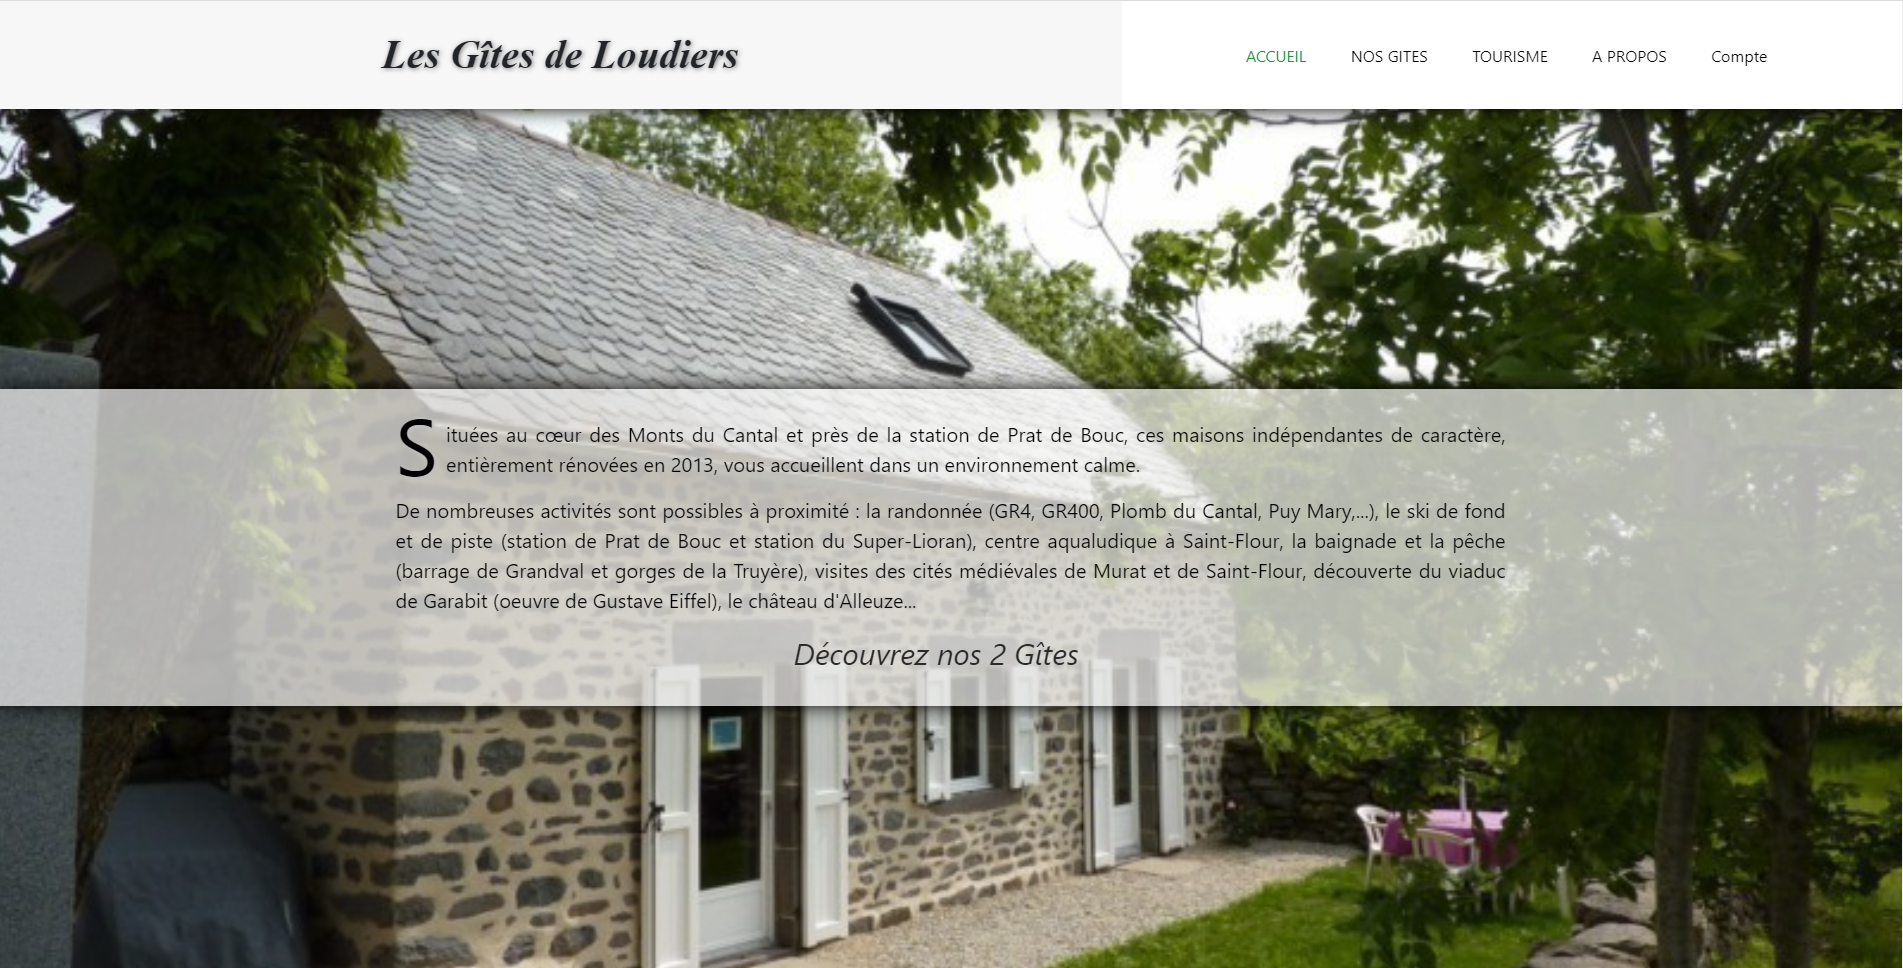 Les Gîtes de Loudiers
ACCUEIL NOS GITES TOURISME A PROPOS Compte
Situées au cœur des Monts du Cantal et près de la station de Prat de Bouc, ces maisons indépendantes de caractère,
entièrement rénovées en 2013, vous accueillent dans un environnement calme.
De nombreuses activités sont possibles à proximité : la randonnée (GR4, GR400, Plomb du Cantal, Puy Mary,...), le ski de fond
et de piste (station de Prat de Bouc et station du Super-Lioran), centre aqualudique à Saint-Flour, la baignade et la pêche
(barrage de Grandval et gorges de la Truyère), visites des cités médiévales de Murat et de Saint-Flour, découverte du viaduc
de Garabit (oeuvre de Gustave Eiffel), le château d'Alleuze...
Découvrez nos 2 Gîtes